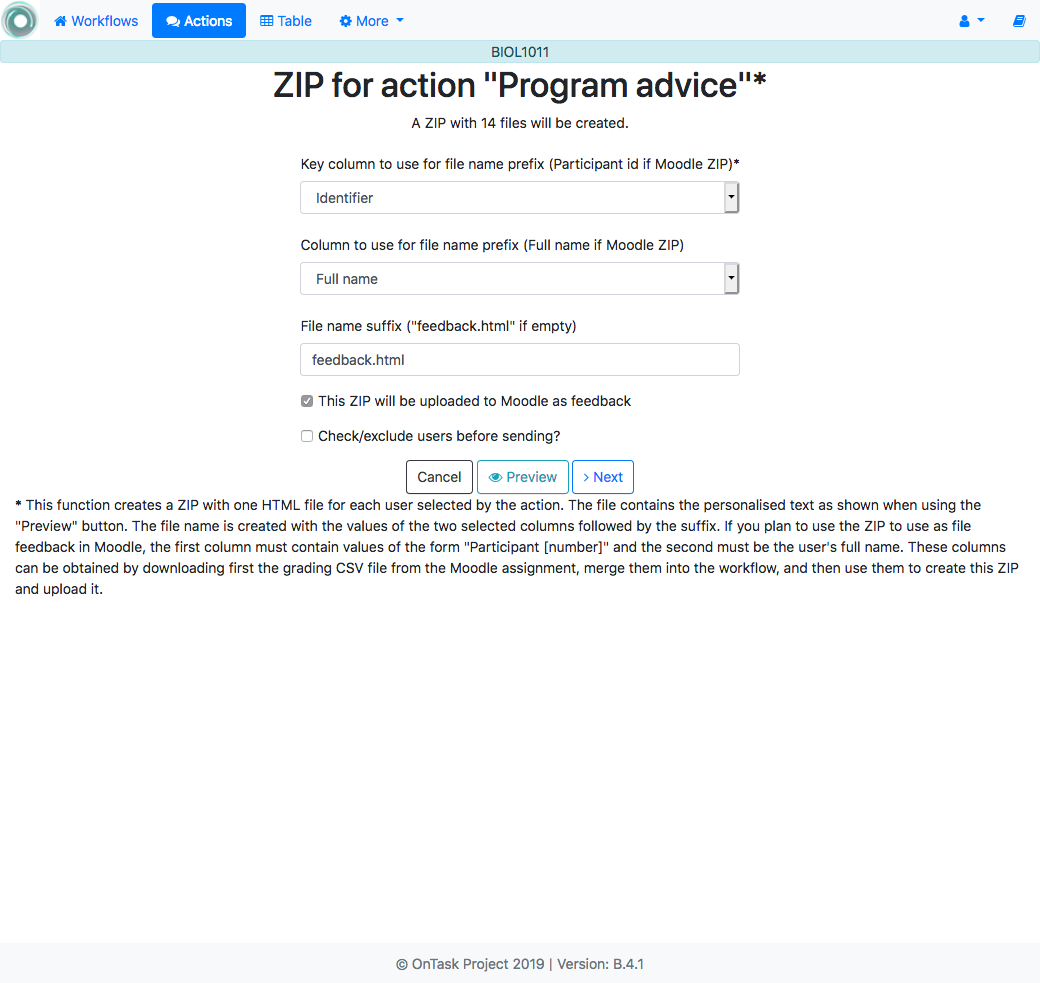 Workflows Actions Table More
BIOL1011
ZIP for action "Program advice"*
A ZIP with 14 files will be created.
Key column to use for file name prefix (Participant id if Moodle ZIP)*
Identifier
Column to use for file name prefix (Full name if Moodle ZIP)
Full name
File name suffix ("feedback.html" if empty)
feedback.html
This ZIP will be uploaded to Moodle as feedback
Check/exclude users before sending?
Cancel Preview Next
* This function creates a ZIP with one HTML file for each user selected by the action. The file contains the personalised text as shown when using the
"Preview" button. The file name is created with the values of the two selected columns followed by the suffix. If you plan to use the ZIP to use as file
feedback in Moodle, the first column must contain values of the form "Participant [number]" and the second must be the user's full name. These columns
can be obtained by downloading first the grading CSV file from the Moodle assignment, merge them into the workflow, and then use them to create this ZIP
and upload it.
© OnTask Project 2019 | Version: B.4.1